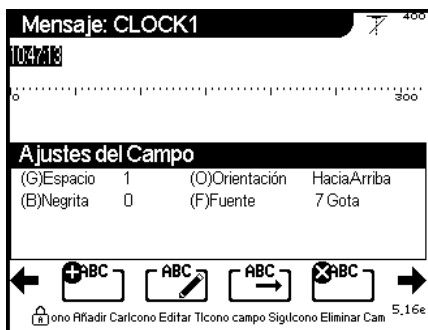 Mensaje: CLOCK1
400
10:47:13
0 300
Ajustes del Campo
(G)Espacio 1 (O)Orientación HaciaArriba
(B)Negrita 0 (F)Fuente 7 Gota
ABC ABC ABC ABC
A ono Añadir CarIcono Editar TIcono campo SigIcono Eliminar Cam 5,16e